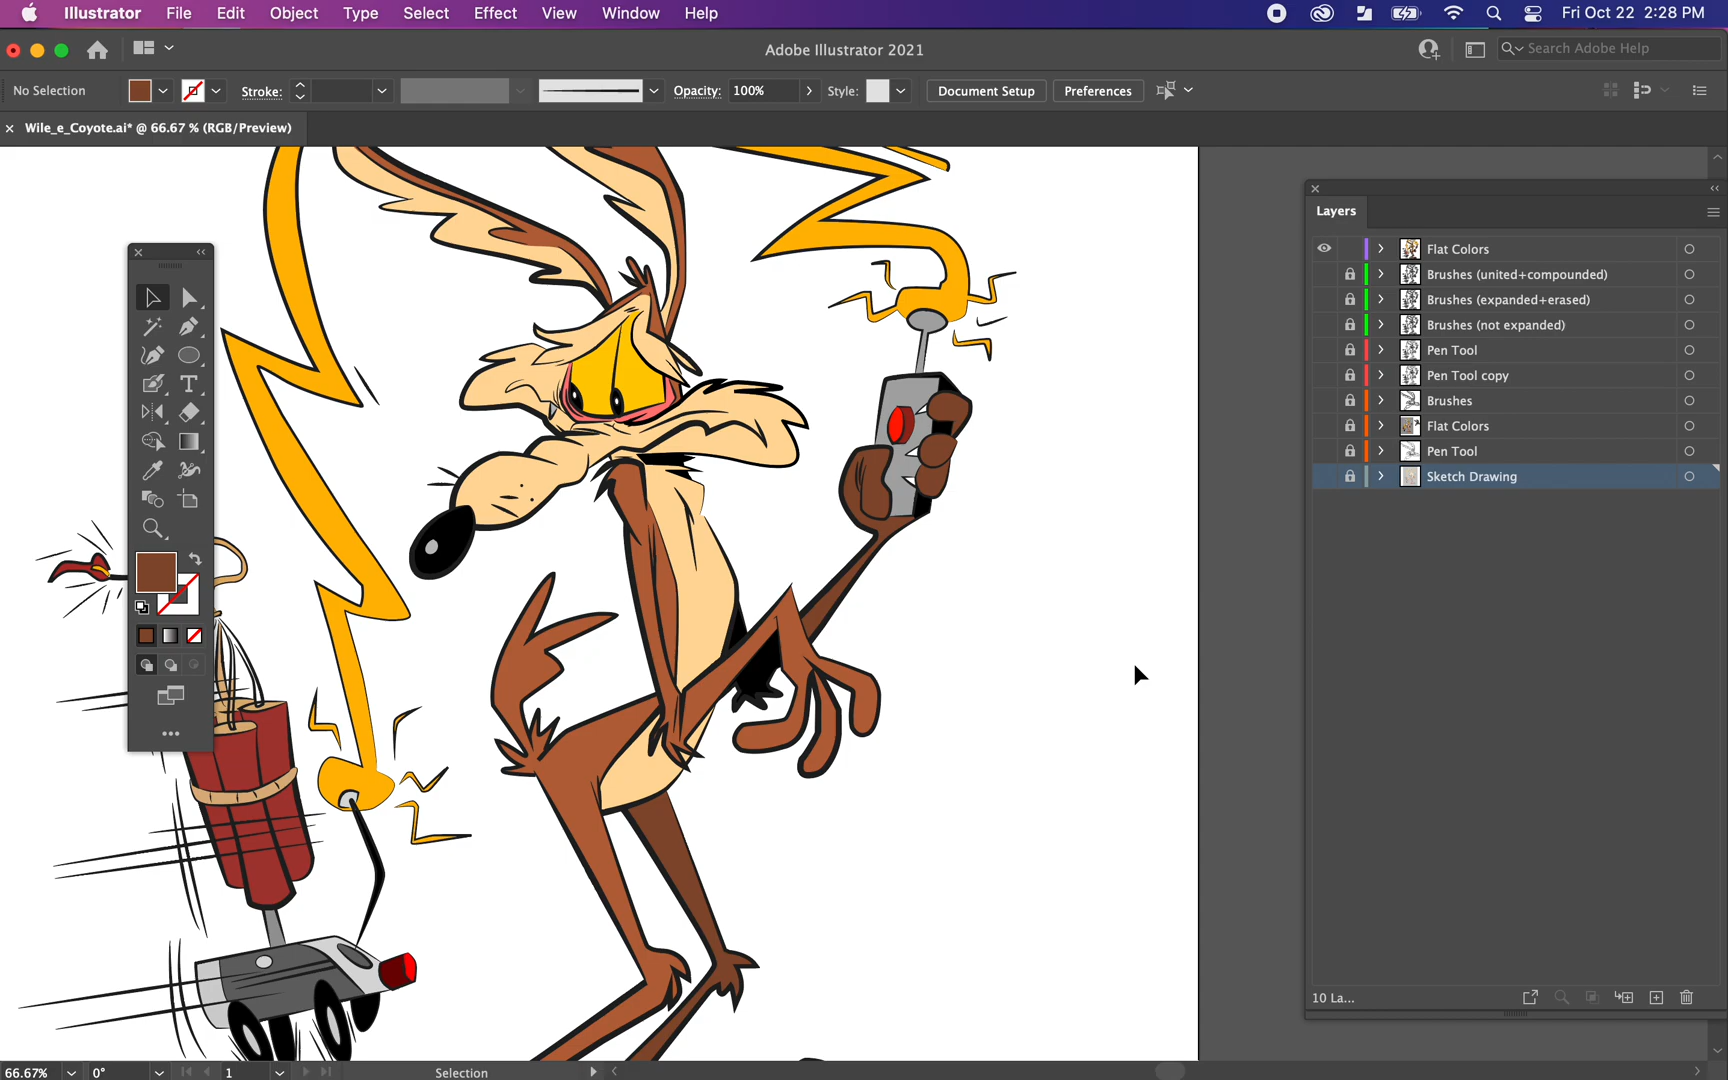 Illustrator File Edit Object Type Select Effect View Window Help Fri Oct 22 2:28 PM
Adobe Illustrator 2021 Search Adobe Help
No Selection Stroke: Opacity: 100% Style: Document Setup Preferences
Wile_e_Coyote.ai* @ 66.67 % (RGB/Preview)
Layers
Flat Colors
Brushes (united+compounded)
Brushes (expanded+erased)
Brushes (not expanded)
Pen Tool
Pen Tool copy
Brushes
Flat Colors
Pen Tool
Sketch Drawing
10 La...
66.67% 0° 1 Selection